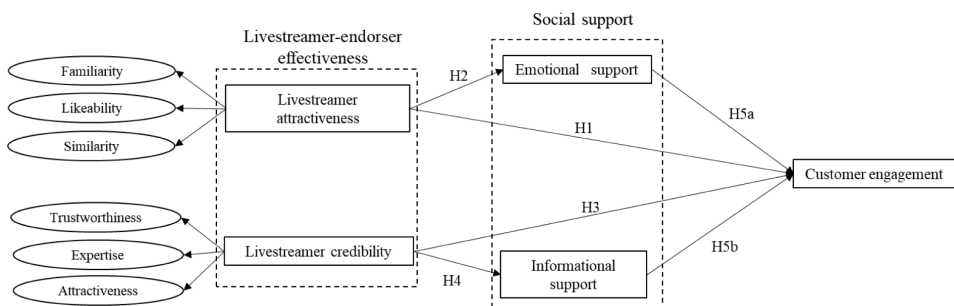 Social support
Livestreamer-endorser
effectiveness
Familiarity
Likeability
Similarity
Livestreamer
attractiveness
H2
Emotional support
H1
H5a
Customer engagement
Trustworthiness
Expertise
Attractiveness
Livestreamer credibility
H3
H4
Informational
support
H5b